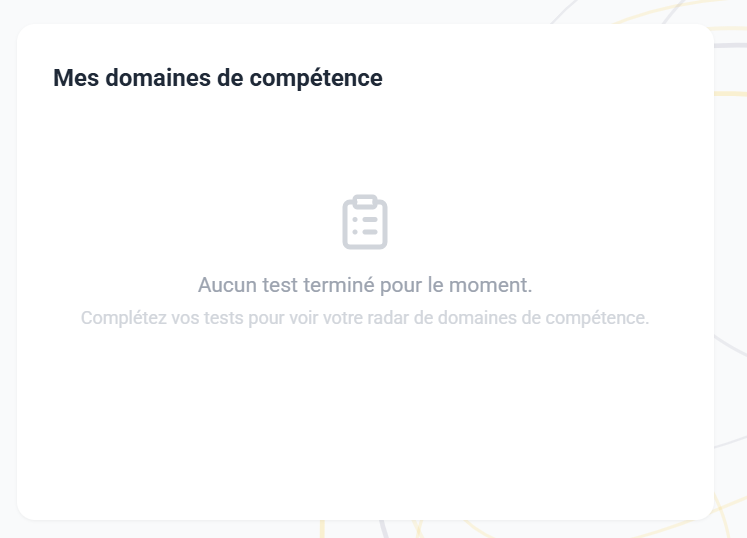 Mes domaines de compétence
Aucun test terminé pour le moment.
Complétez vos tests pour voir votre radar de domaines de compétence.